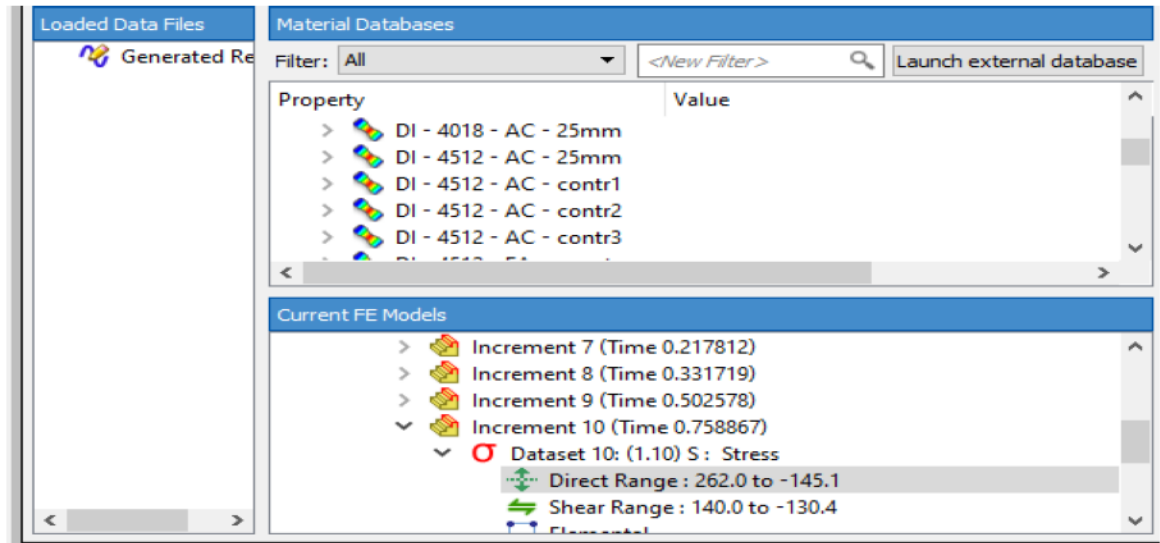 Loaded Data Files
Generated Re
Material Databases
Filter: All <New Filter> Launch external database
Property Value
DI - 4018 - AC - 25mm
DI - 4512 - AC - 25mm
DI - 4512 - AC - contr1
DI - 4512 - AC - contr2
DI - 4512 - AC - contr3
Current FE Models
Increment 7 (Time 0.217812)
Increment 8 (Time 0.331719)
Increment 9 (Time 0.502578)
Increment 10 (Time 0.758867)
σ Dataset 10: (1.10) S : Stress
Direct Range : 262.0 to -145.1
Shear Range : 140.0 to -130.4
Elemental